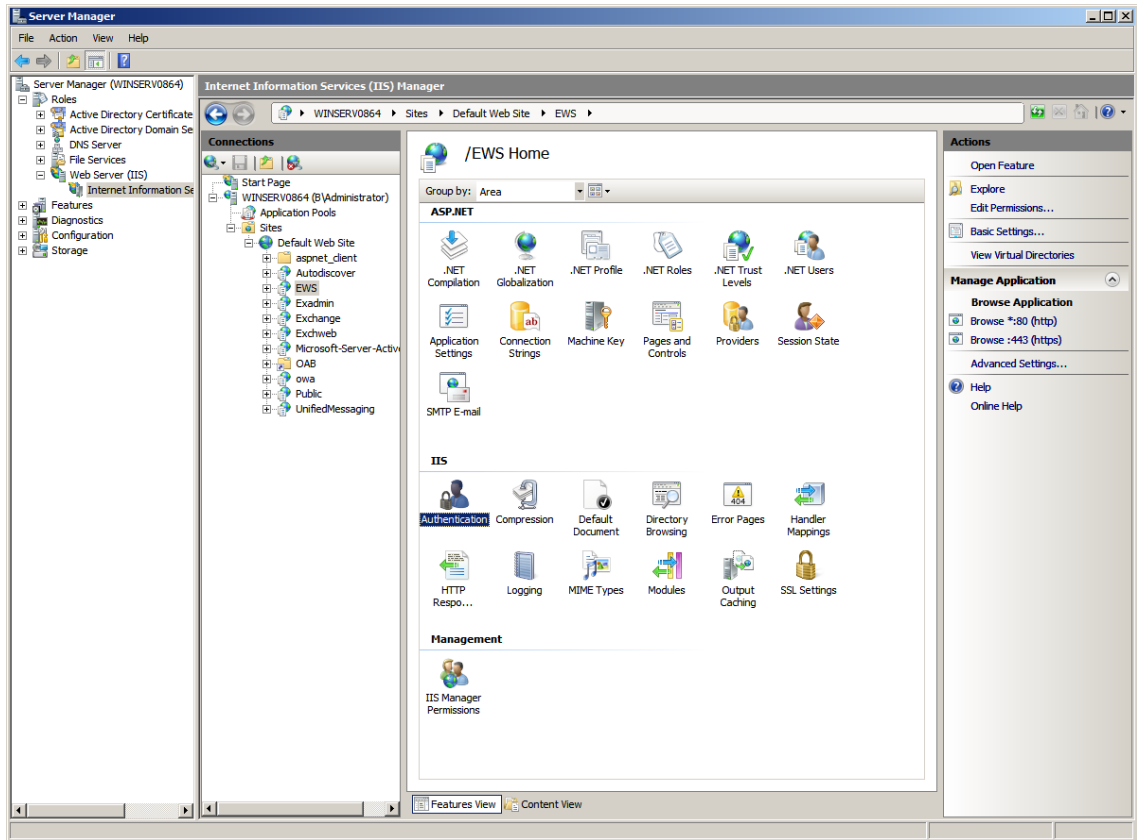 Server Manager
File Action View Help
Server Manager (WINSERV0864)
Roles
Active Directory Certificate
Active Directory Domain Se
DNS Server
File Services
Web Server (IIS)
Internet Information Se
Features
Diagnostics
Configuration
Storage
Internet Information Services (IIS) Manager
WINSERV0864 Sites Default Web Site EWS
Connections
Start Page
WINSERV0864 (B\Administrator)
Application Pools
Sites
Default Web Site
aspnet_client
Autodiscover
EWS
Exadmin
Exchange
Exchweb
Microsoft-Server-Active
OAB
owa
Public
UnifiedMessaging
/EWS Home
Group by: Area
ASP.NET
.NET Compilation
.NET Globalization
.NET Profile
.NET Roles
.NET Trust Levels
.NET Users
Application Settings
Connection Strings
ab
Machine Key
Pages and Controls
Providers
Session State
SMTP E-mail
IIS
Authentication
Compression
Default Document
Directory Browsing
404
Error Pages
Handler Mappings
HTTP Respo...
Logging
MIME Types
Modules
Output Caching
SSL Settings
Management
IIS Manager Permissions
Features View
Content View
Actions
Open Feature
Explore
Edit Permissions...
Basic Settings...
View Virtual Directories
Manage Application
Browse Application
Browse *:80 (http)
Browse :443 (https)
Advanced Settings...
Help
Online Help